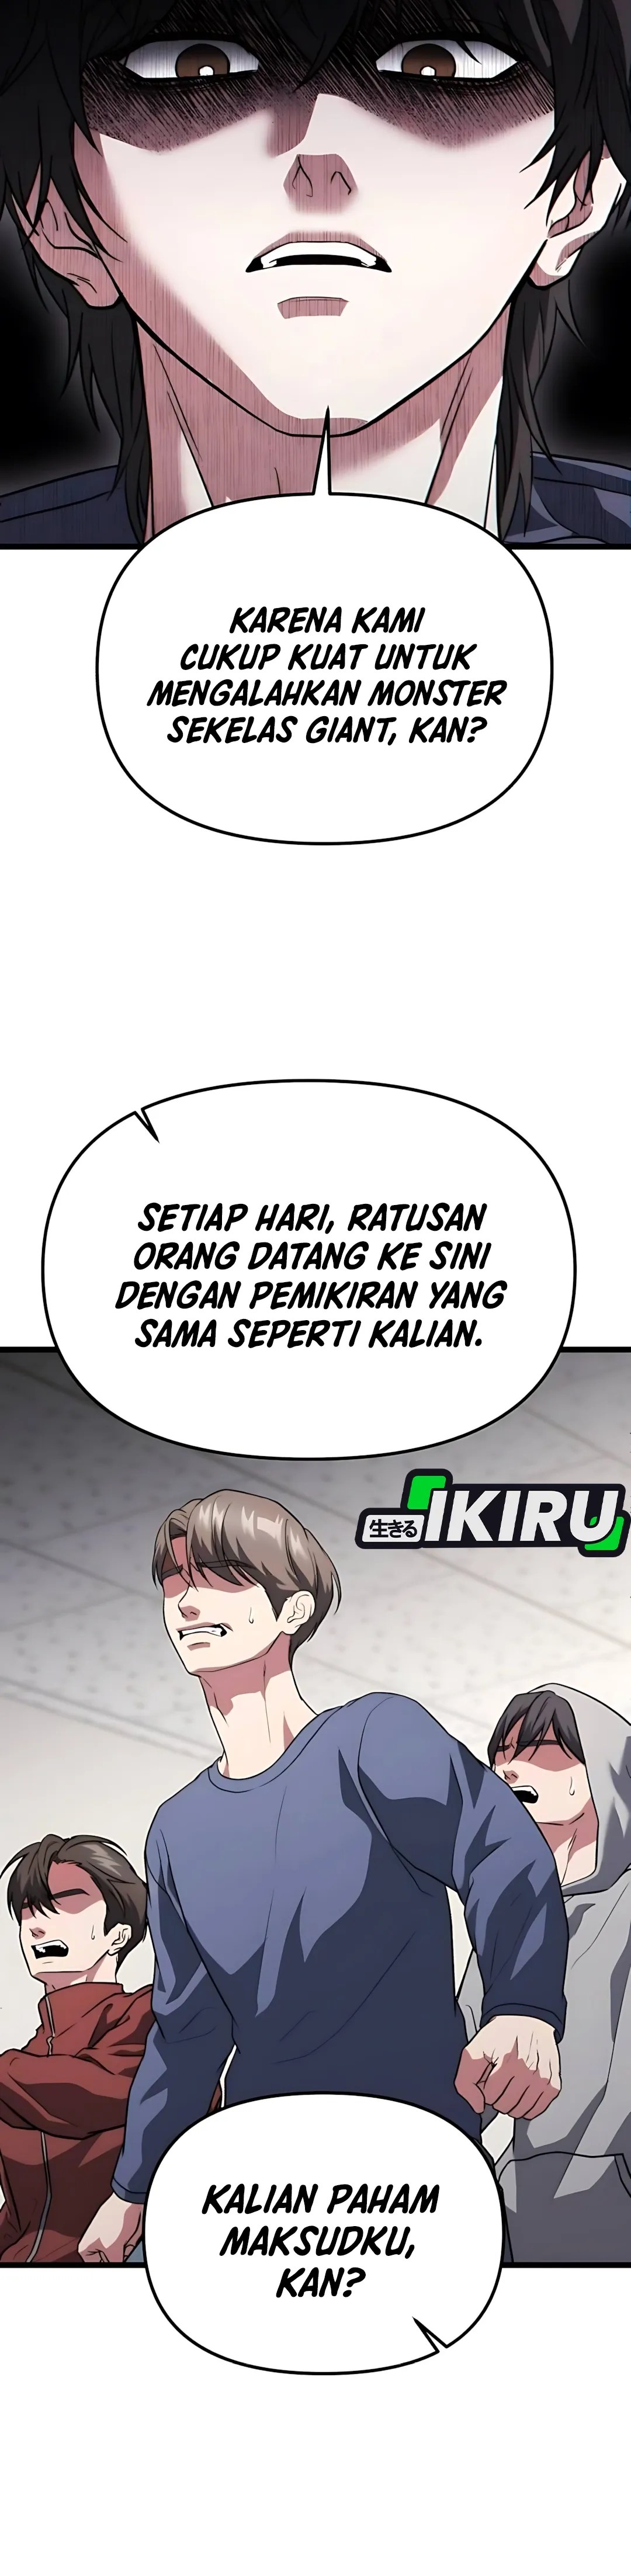 KARENA KAMI
CUKUP KUAT UNTUK
MENGALAHKAN MONSTER
SEKELAS GIANT, KAN?
SETIAP HARI, RATUSAN
ORANG DATANG KE SINI
DENGAN PEMIKIRAN YANG
SAMA SEPERTI KALIAN.
生きる IKIRU
KALIAN PAHAM
MAKSUDKU,
KAN?